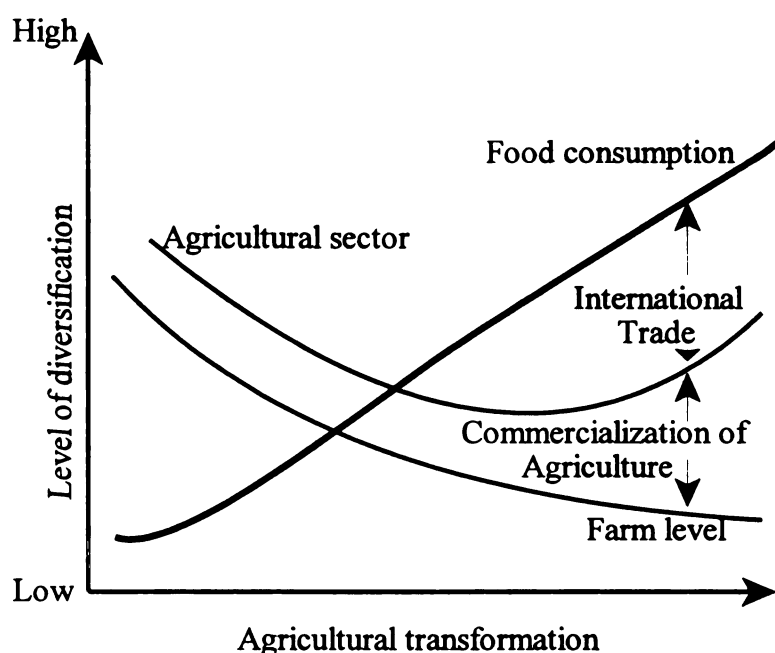 High
Food consumption
Agricultural sector
Level of diversification
International
Trade
Commercialization of
Agriculture
Farm level
Low
Agricultural transformation